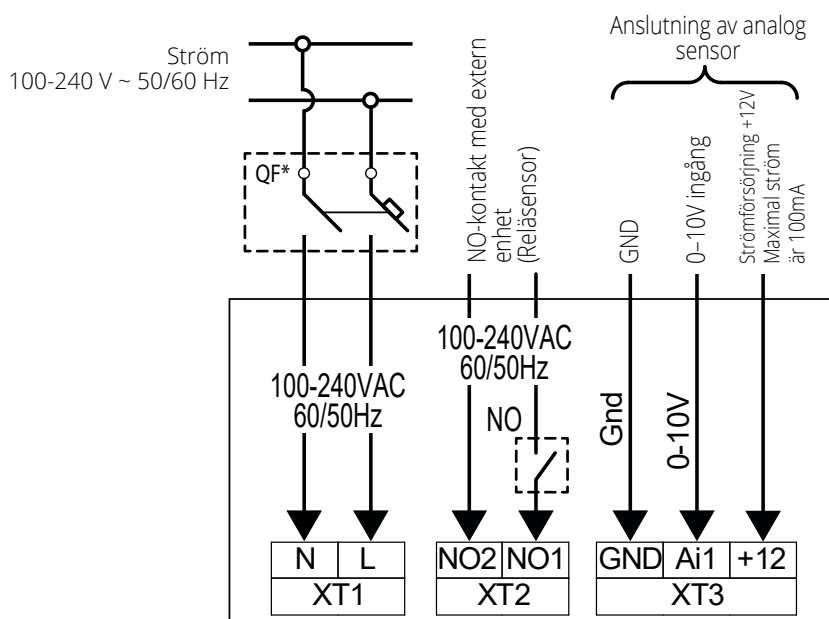 Ström
100-240 V ~ 50/60 Hz
Anslutning av analog
sensor
QF*
NO-kontakt med extern
enhet
(Reläsensor)
GND
0–10V ingång
Strömförsörjning +12V
Maximal ström
är 100mA
100-240VAC
60/50Hz
100-240VAC
60/50Hz
NO
Gnd
0-10V
N L
XT1
NO2 NO1
XT2
GND Ai1 +12
XT3